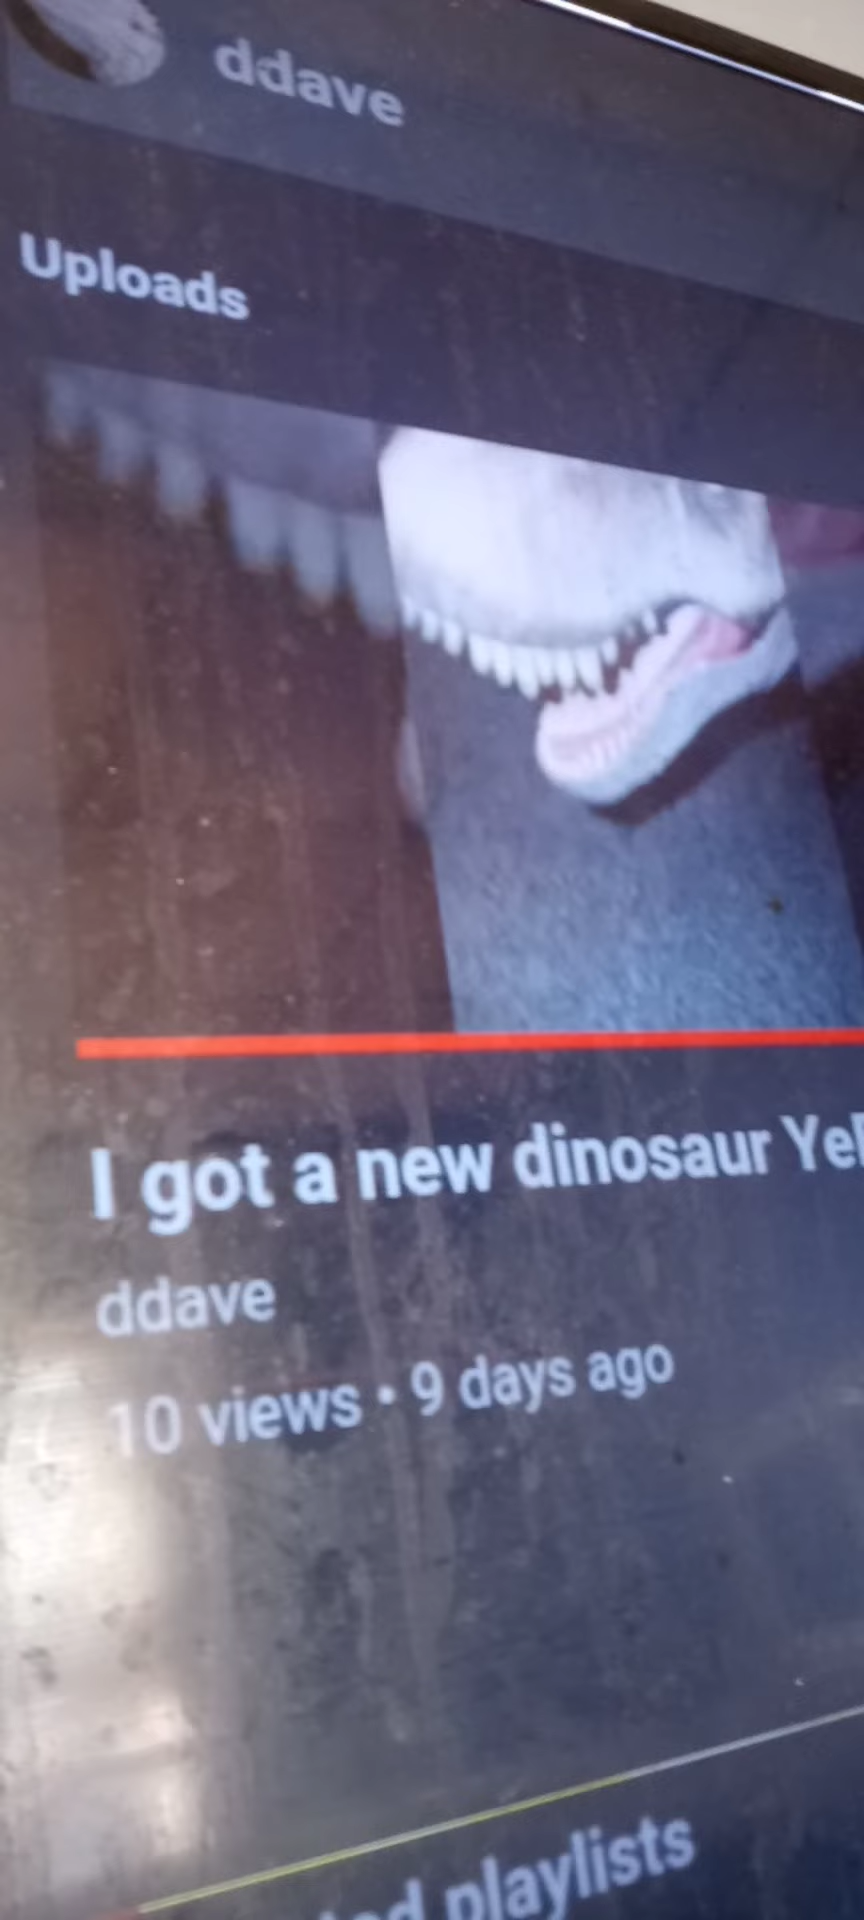 ddave
Uploads
I got a new dinosaur
ddave
10 views • 9 days ago
playlists